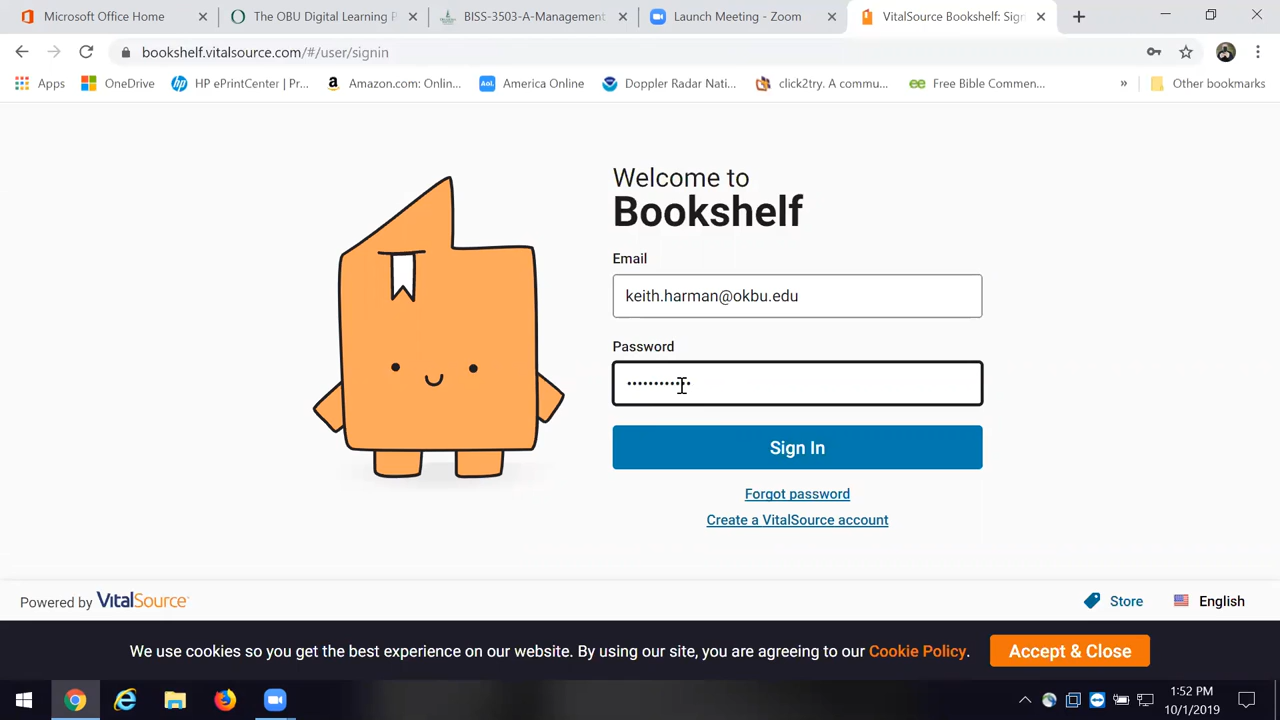 Microsoft Office Home
The OBU Digital Learning P
BISS-3503-A-Management
Launch Meeting - Zoom
VitalSource Bookshelf: Sig
bookshelf.vitalsource.com/#/user/signin
Apps
OneDrive
HP ePrintCenter | Pr...
Amazon.com: Onlin...
Aol.
America Online
Doppler Radar Nati...
click2try. A commu...
Free Bible Commen...
»
Other bookmarks
Welcome to
Bookshelf
Email
keith.harman@okbu.edu
Password
••••••••••••
Sign In
Forgot password
Create a VitalSource account
Powered by VitalSource
Store
English
We use cookies so you get the best experience on our website. By using our site, you are agreeing to our Cookie Policy.
Accept & Close
1:52 PM
10/1/2019